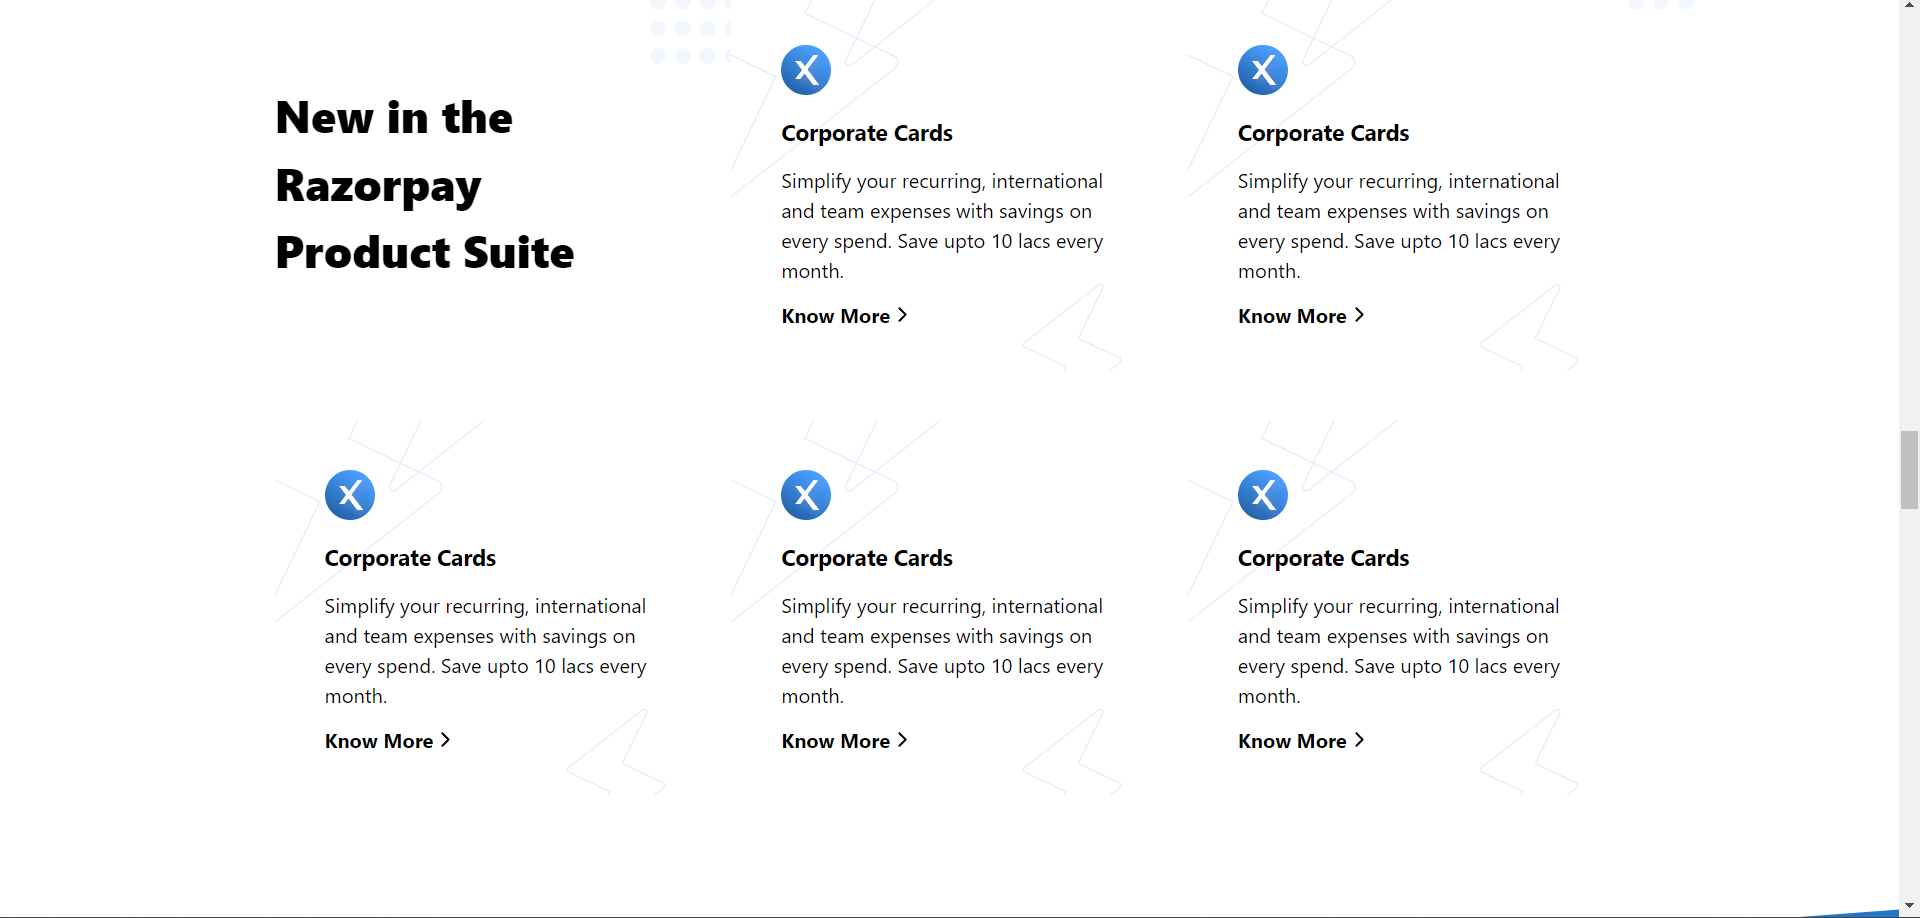 New in the
Razorpay
Product Suite
Corporate Cards
Simplify your recurring, international
and team expenses with savings on
every spend. Save upto 10 lacs every
month.
Know More
Corporate Cards
Simplify your recurring, international
and team expenses with savings on
every spend. Save upto 10 lacs every
month.
Know More
Corporate Cards
Simplify your recurring, international
and team expenses with savings on
every spend. Save upto 10 lacs every
month.
Know More
Corporate Cards
Simplify your recurring, international
and team expenses with savings on
every spend. Save upto 10 lacs every
month.
Know More
Corporate Cards
Simplify your recurring, international
and team expenses with savings on
every spend. Save upto 10 lacs every
month.
Know More